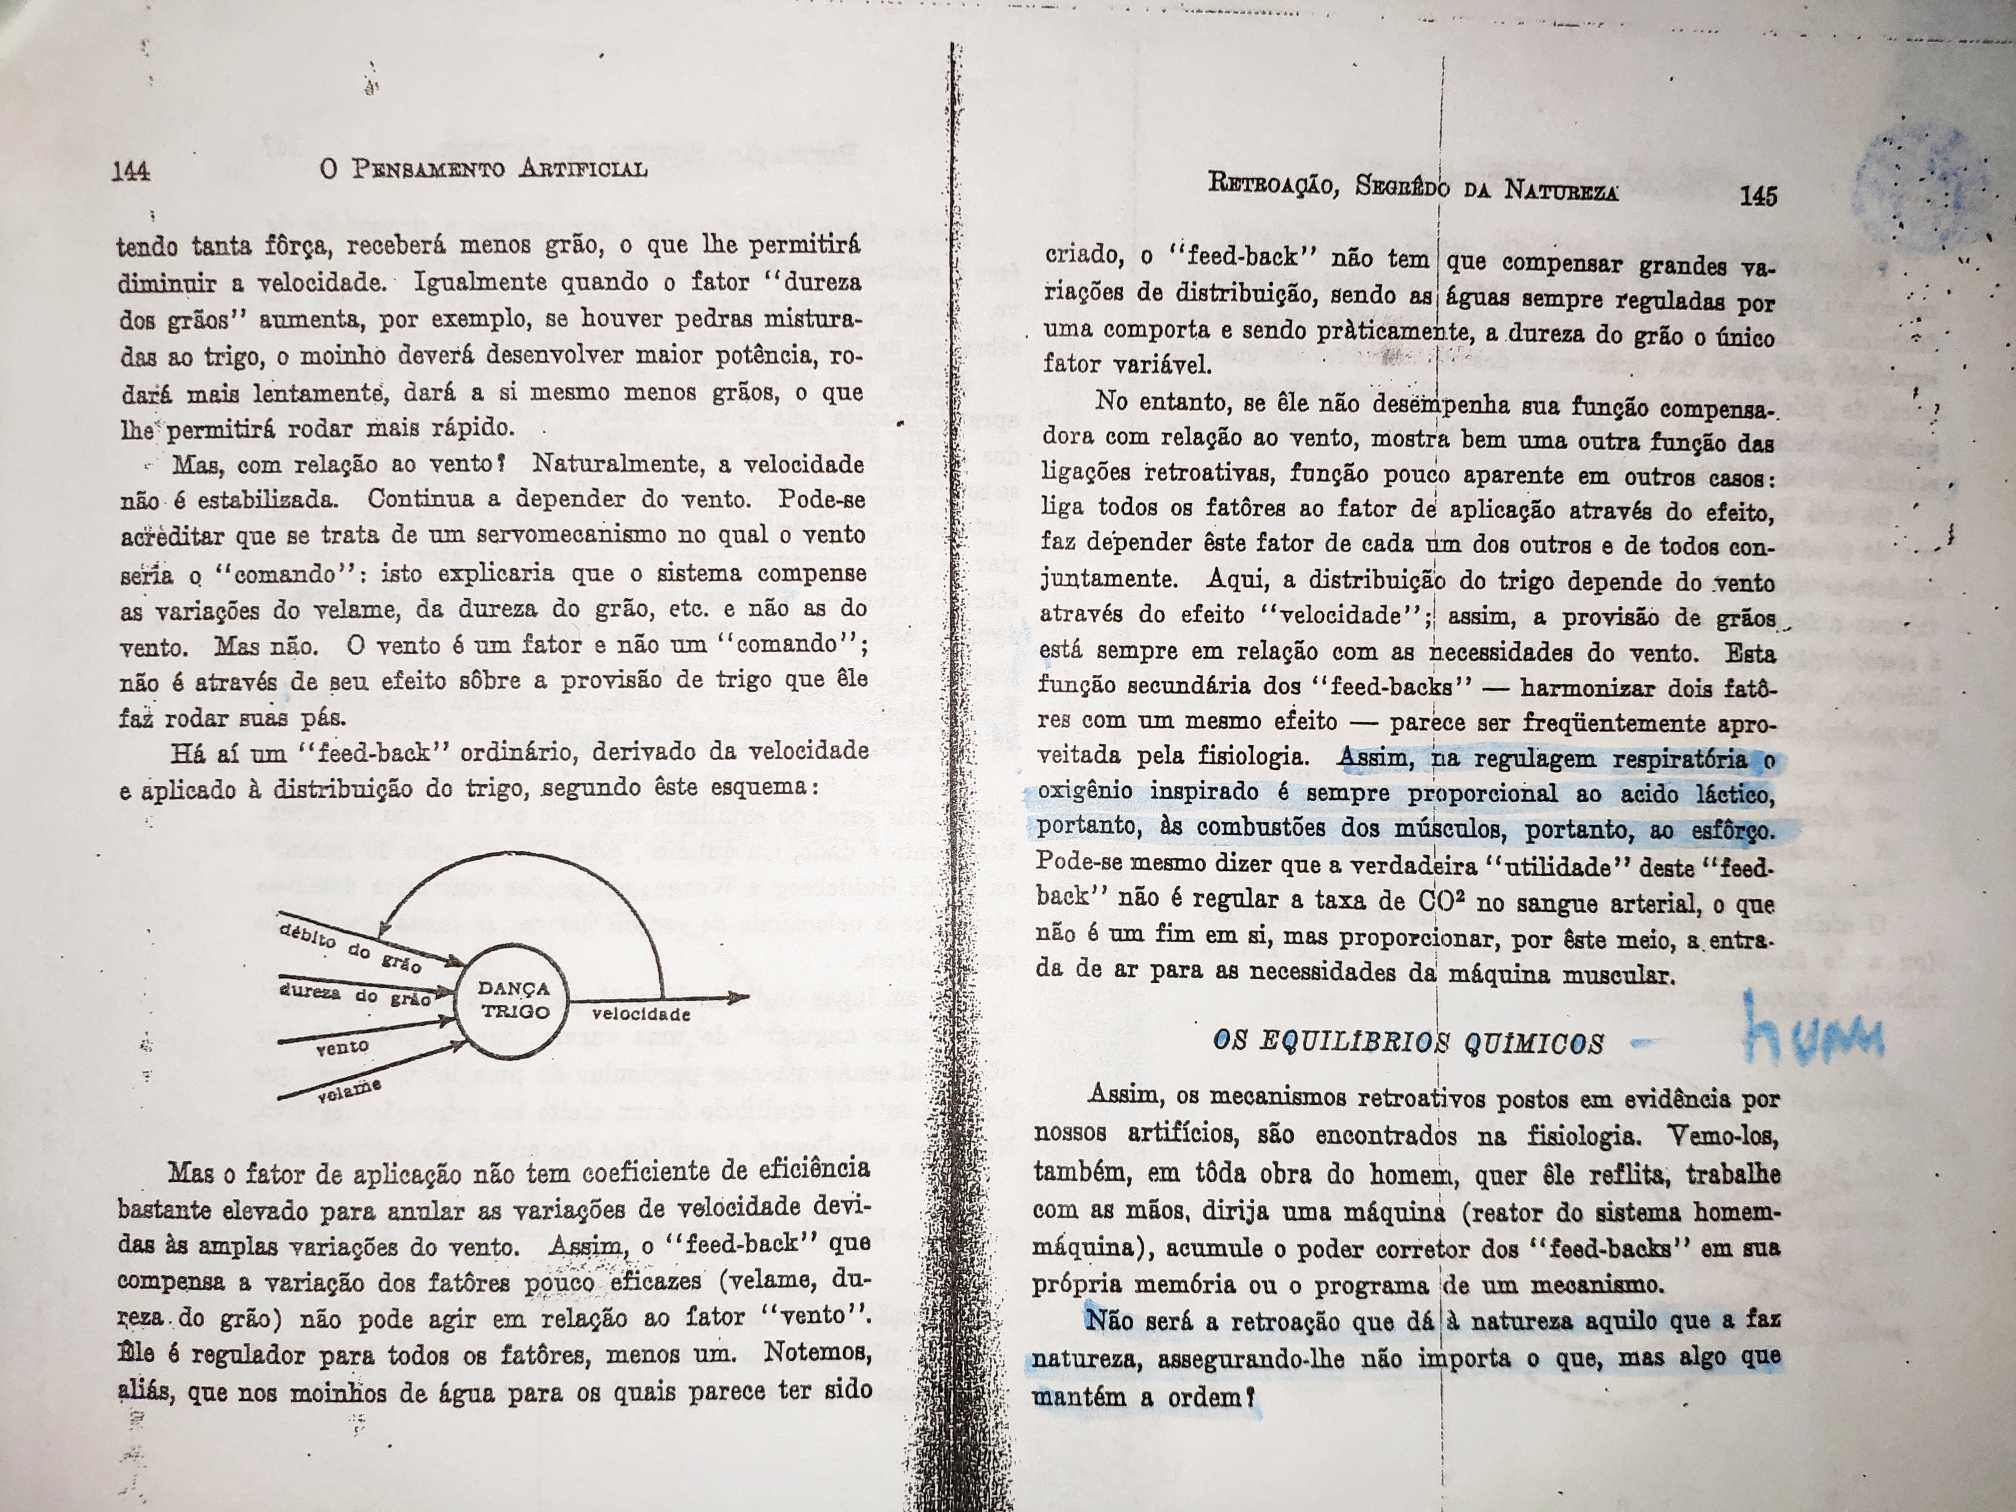 144
O PENSAMENTO ARTIFICIAL
tendo tanta fôrça, receberá menos grão, o que lhe permitirá
diminuir a velocidade. Igualmente quando o fator “dureza
dos grãos” aumenta, por exemplo, se houver pedras mistura-
das ao trigo, o moinho deverá desenvolver maior potência, ro-
dará mais lentamente, dará a si mesmo menos grãos, o que
lhe permitirá rodar mais rápido.
Mas, com relação ao vento? Naturalmente, a velocidade
não é estabilizada. Continua a depender do vento. Pode-se
acreditar que se trata de um servomecanismo no qual o vento
seria o “comando”: isto explicaria que o sistema compense
as variações do velame, da dureza do grão, etc. e não as do
vento. Mas não. O vento é um fator e não um “comando”;
não é através de seu efeito sôbre a provisão de trigo que êle
faz rodar suas pás.
Há aí um “feed-back” ordinário, derivado da velocidade
e aplicado à distribuição do trigo, segundo êste esquema:
débito do grão
dureza do grão
vento
velame
DANÇA
TRIGO
velocidade
Mas o fator de aplicação não tem coeficiente de eficiência
bastante elevado para anular as variações de velocidade devi-
das às amplas variações do vento. Assim, o “feed-back” que
compensa a variação dos fatôres pouco eficazes (velame, du-
reza do grão) não pode agir em relação ao fator “vento”.
Êle é regulador para todos os fatôres, menos um. Notemos,
aliás, que nos moinhos de água para os quais parece ter sido
RETROAÇÃO, SEGRÊDO DA NATUREZA
145
criado, o “feed-back” não tem que compensar grandes va-
riações de distribuição, sendo as águas sempre reguladas por
uma comporta e sendo pràticamente, a dureza do grão o único
fator variável.
No entanto, se êle não desempenha sua função compensa-
dora com relação ao vento, mostra bem uma outra função das
ligações retroativas, função pouco aparente em outros casos:
liga todos os fatôres ao fator de aplicação através do efeito,
faz depender êste fator de cada um dos outros e de todos con-
juntamente. Aqui, a distribuição do trigo depende do vento
através do efeito “velocidade”; assim, a provisão de grãos
está sempre em relação com as necessidades do vento. Esta
função secundária dos “feed-backs” — harmonizar dois fatô-
res com um mesmo efeito — parece ser freqüentemente apro-
veitada pela fisiologia. Assim, na regulagem respiratória o
oxigênio inspirado é sempre proporcional ao acido láctico,
portanto, às combustões dos músculos, portanto, ao esfôrço.
Pode-se mesmo dizer que a verdadeira “utilidade” deste “feed-
back” não é regular a taxa de CO² no sangue arterial, o que
não é um fim em si, mas proporcionar, por êste meio, a entra-
da de ar para as necessidades da máquina muscular.
OS EQUILÍBRIOS QUÍMICOS – hum
Assim, os mecanismos retroativos postos em evidência por
nossos artifícios, são encontrados na fisiologia. Vemo-los,
também, em tôda obra do homem, quer êle reflita, trabalhe
com as mãos, dirija uma máquina (reator do sistema homem-
máquina), acumule o poder corretor dos “feed-backs” em sua
própria memória ou o programa de um mecanismo.
Não será a retroação que dá à natureza aquilo que a faz
natureza, assegurando-lhe não importa o que, mas algo que
mantém a ordem?